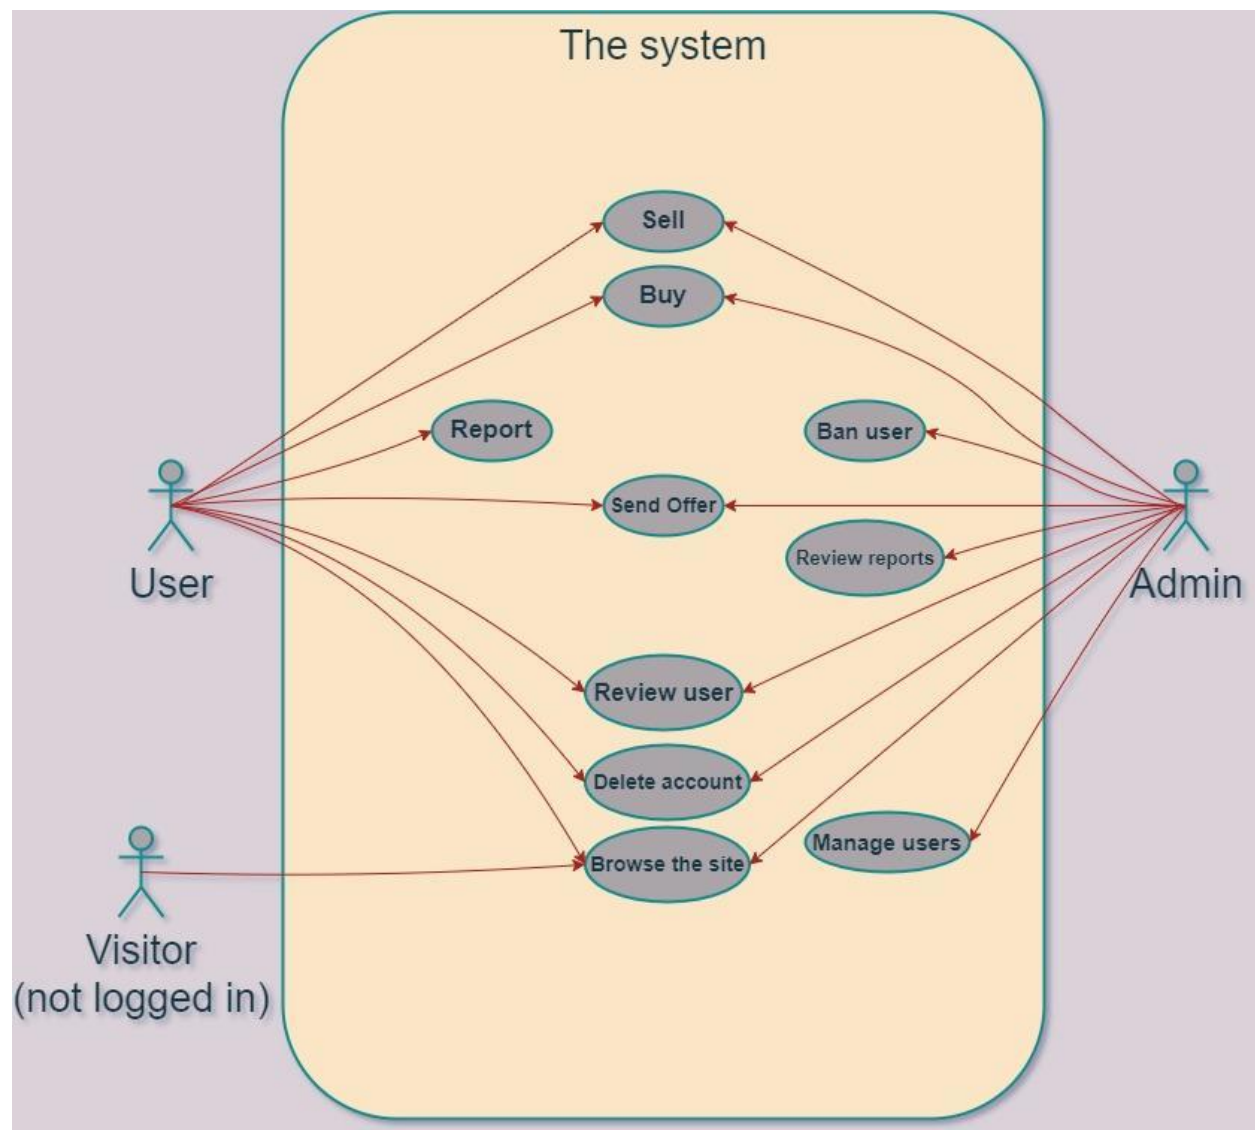 The system
Sell
Buy
Report
Ban user
Send Offer
Review reports
User
Admin
Review user
Delete account
Manage users
Browse the site
Visitor
(not logged in)